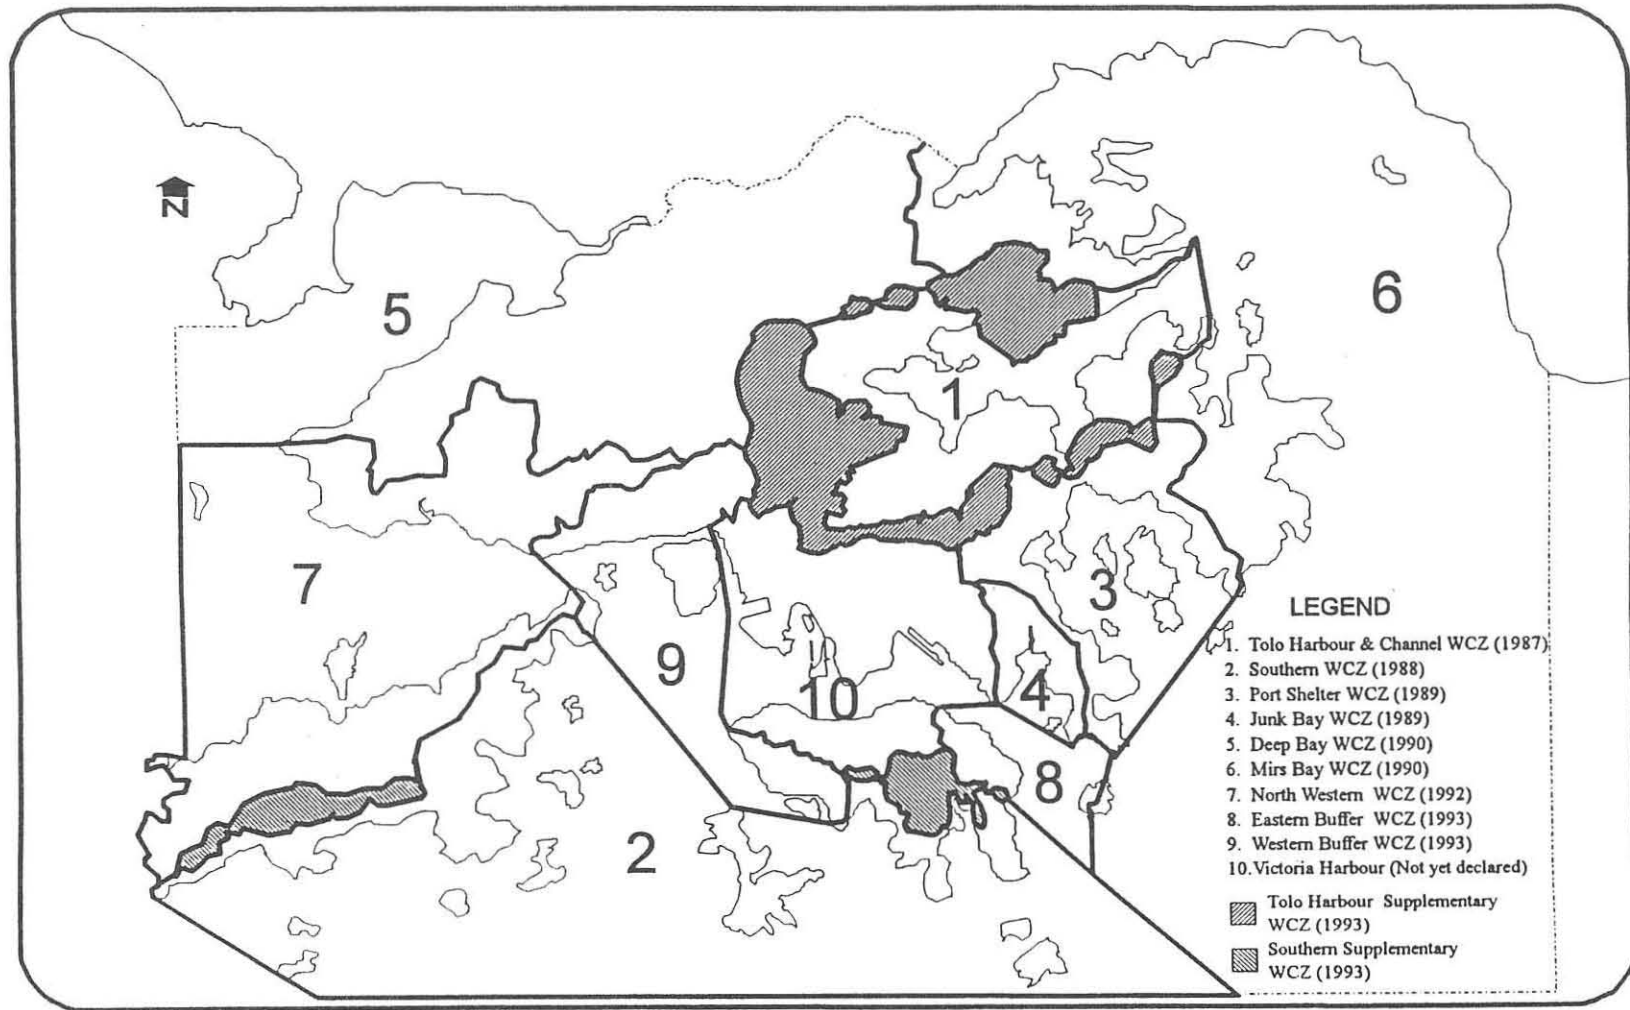 N
5
6
1
7
3
9
10
4
8
2
LEGEND
1. Tolo Harbour & Channel WCZ (1987)
2. Southern WCZ (1988)
3. Port Shelter WCZ (1989)
4. Junk Bay WCZ (1989)
5. Deep Bay WCZ (1990)
6. Mirs Bay WCZ (1990)
7. North Western WCZ (1992)
8. Eastern Buffer WCZ (1993)
9. Western Buffer WCZ (1993)
10. Victoria Harbour (Not yet declared)
Tolo Harbour Supplementary
WCZ (1993)
Southern Supplementary
WCZ (1993)